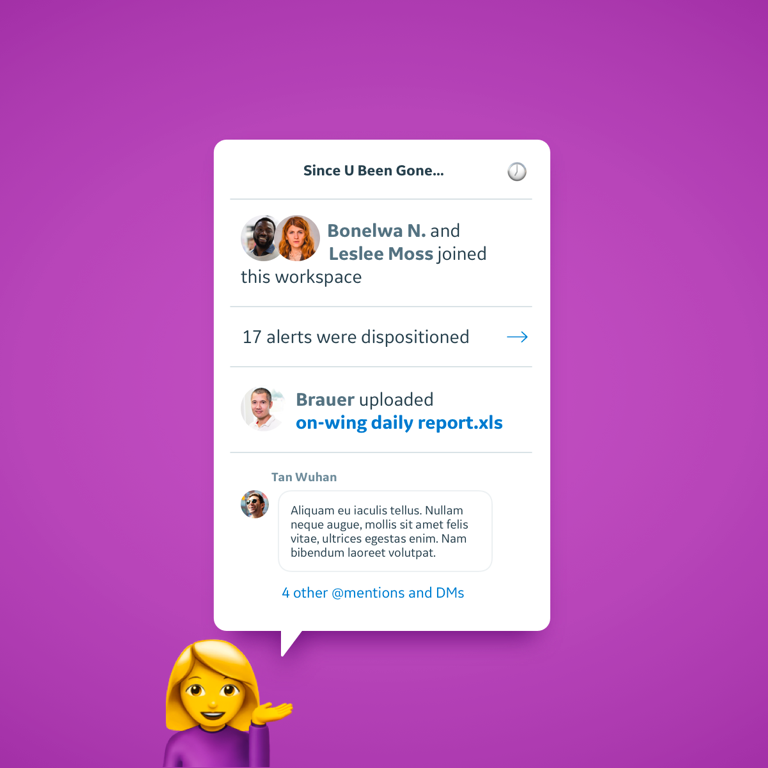 Since U Been Gone...
Bonelwa N. and
Leslee Moss joined
this workspace
17 alerts were dispositioned
Brauer uploaded
on-wing daily report.xls
Tan Wuhan
Aliquam eu iaculis tellus. Nullam
neque augue, mollis sit amet felis
vitae, ultrices egestas enim. Nam
bibendum laoreet volutpat.
4 other @mentions and DMs